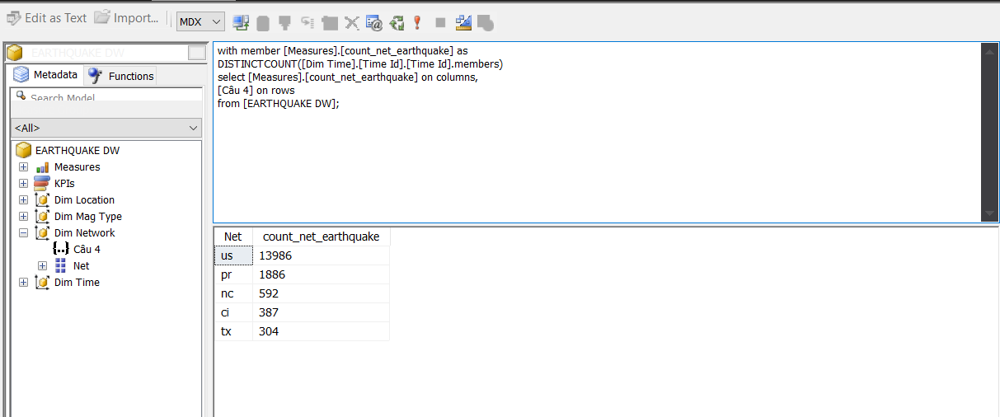 Edit as Text Import... MDX
EARTHQUAKE DW
Metadata Functions
Search Model
<All>
EARTHQUAKE DW
Measures
KPIs
Dim Location
Dim Mag Type
Dim Network
Câu 4
Net
Dim Time
with member [Measures].[count_net_earthquake] as
DISTINCTCOUNT([Dim Time].[Time Id].[Time Id].members)
select [Measures].[count_net_earthquake] on columns,
[Câu 4] on rows
from [EARTHQUAKE DW];
Net count_net_earthquake
us 13986
pr 1886
nc 592
ci 387
tx 304